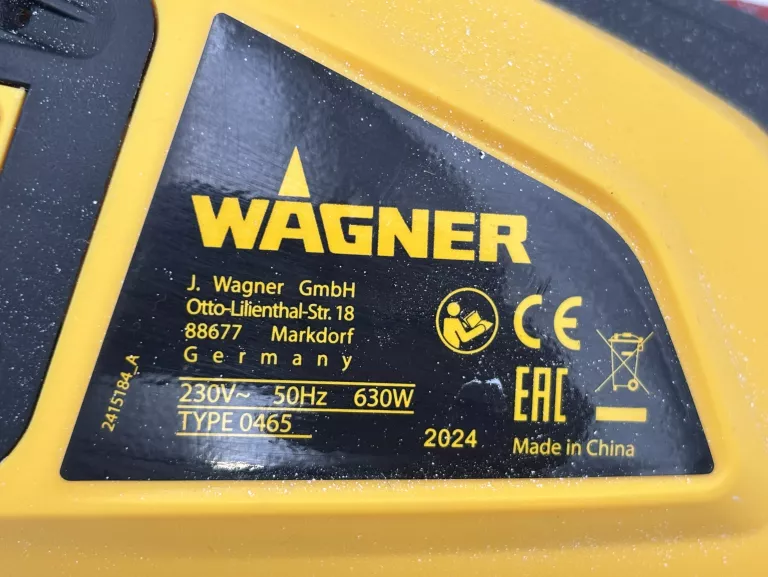 WAGNER
J. Wagner GmbH
Otto-Lilienthal-Str. 18
88677 Markdorf
Germany
230V~ 50Hz 630W
TYPE 0465
2415184_A
2024
CE
EAC
Made in China